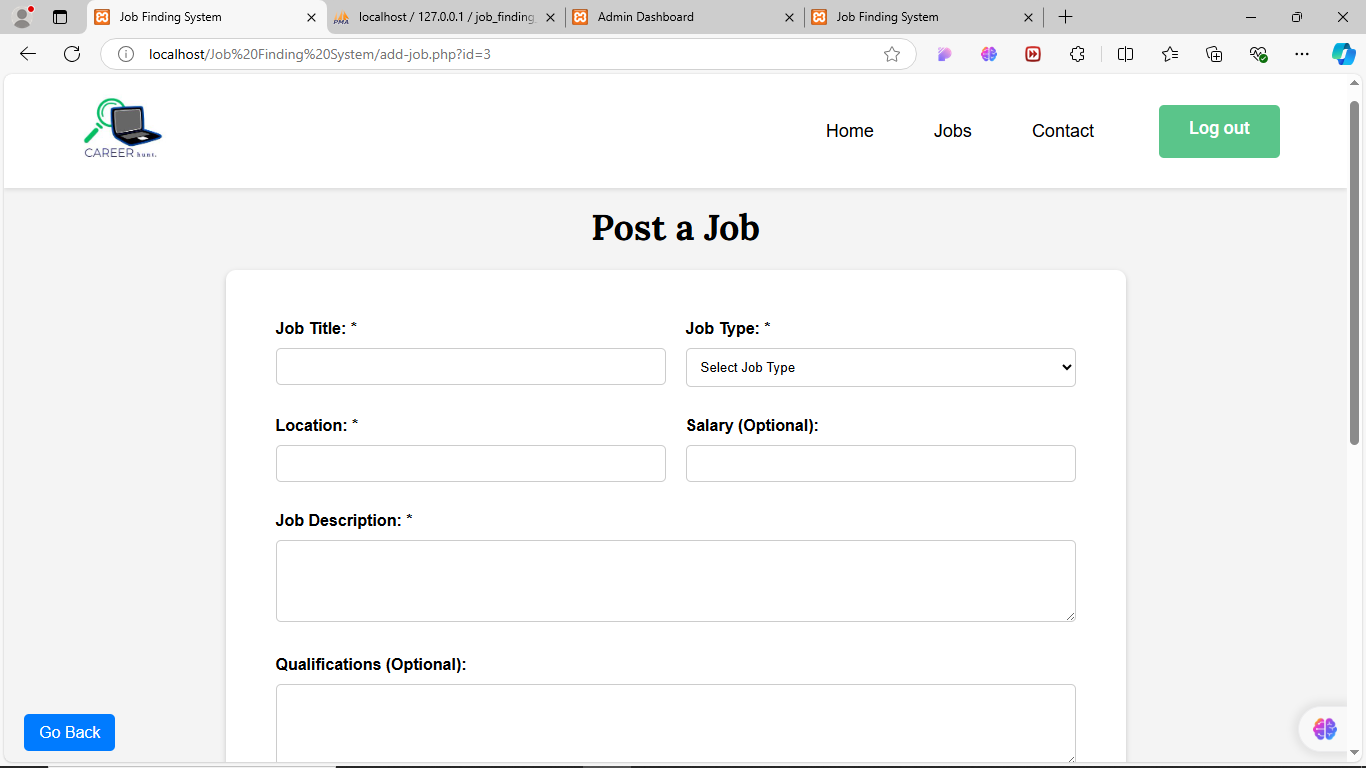 Job Finding System
localhost / 127.0.0.1 / job_finding
Admin Dashboard
Job Finding System
localhost/Job%20Finding%20System/add-job.php?id=3
CAREER hunt.
Home
Jobs
Contact
Log out
Post a Job
Job Title: *
Job Type: *
Select Job Type
Location: *
Salary (Optional):
Job Description: *
Qualifications (Optional):
Go Back